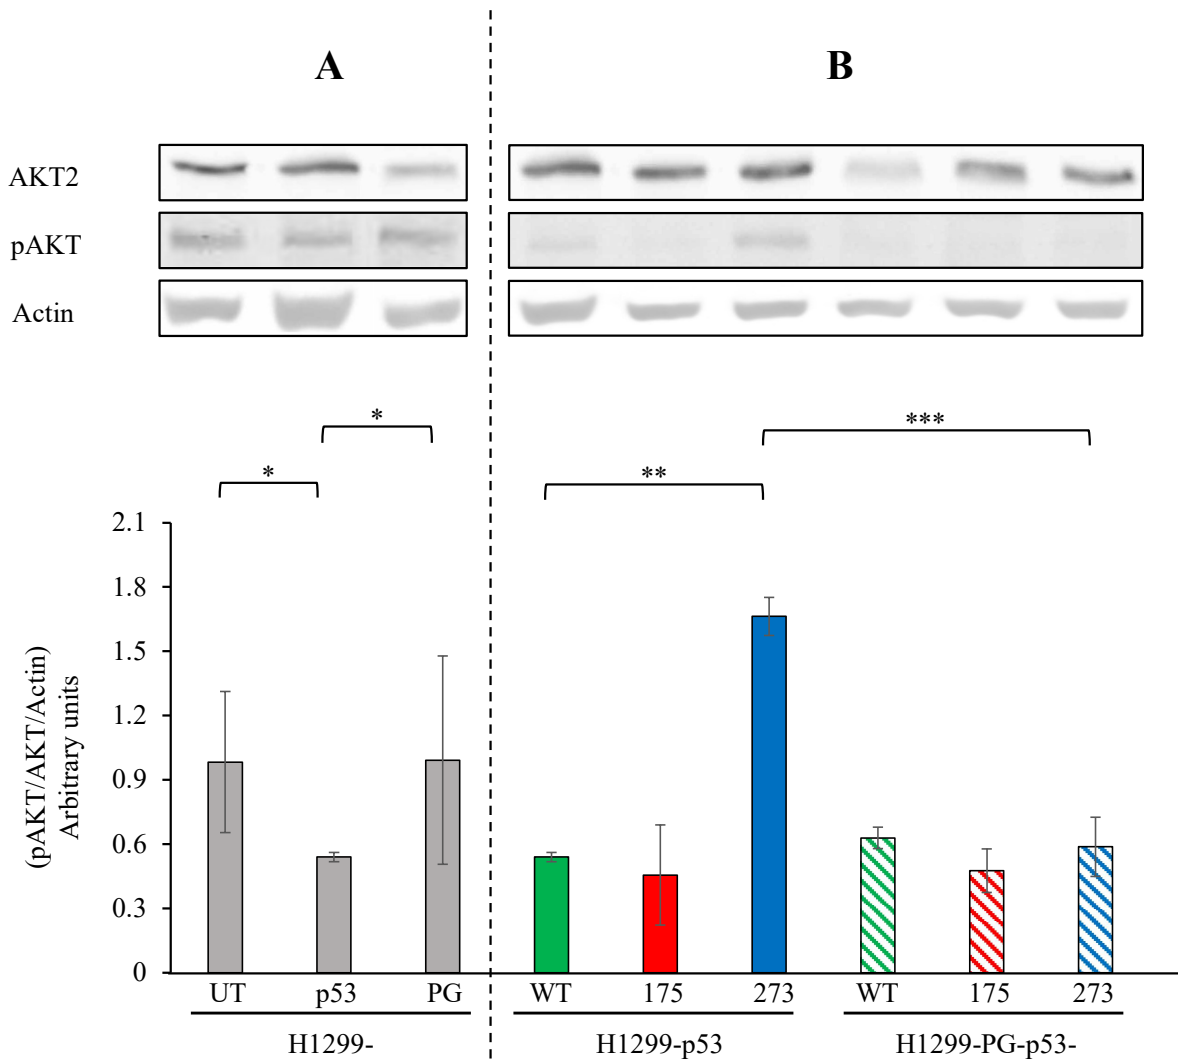 A
B
AKT2
pAKT
Actin
*
***
*
**
2.1
1.8
1.5
1.2
0.9
0.6
0.3
0
(pAKT/AKT/Actin)
Arbitrary units
UT p53 PG WT 175 273 WT 175 273
H1299- H1299-p53 H1299-PG-p53-